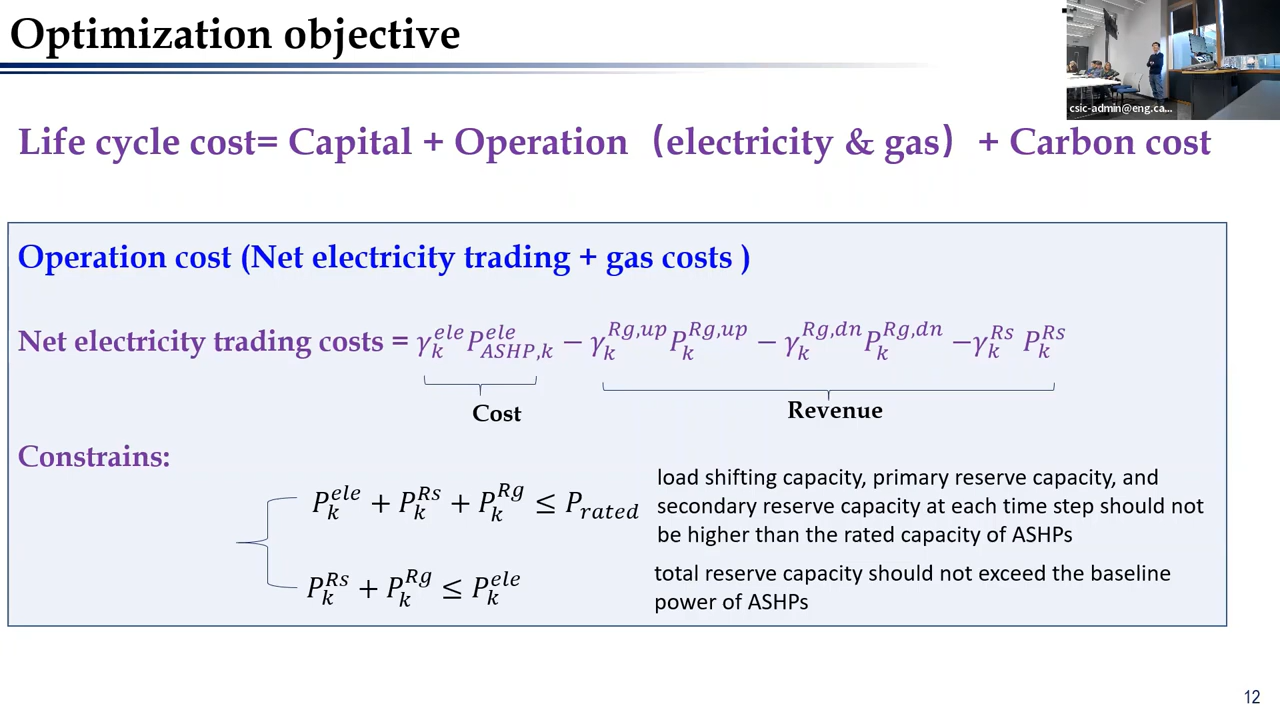 Optimization objective
csic-admin@eng.ca...
Life cycle cost= Capital + Operation（electricity & gas）+ Carbon cost
Operation cost (Net electricity trading + gas costs )
Net electricity trading costs = γ_k^{ele} P_{ASHP,k}^{ele} − γ_k^{Rg,up} P_k^{Rg,up} − γ_k^{Rg,dn} P_k^{Rg,dn} −γ_k^{Rs} P_k^{Rs}
Cost
Revenue
Constrains:
P_k^{ele} + P_k^{Rs} + P_k^{Rg} ≤ P_{rated}
load shifting capacity, primary reserve capacity, and
secondary reserve capacity at each time step should not
be higher than the rated capacity of ASHPs
P_k^{Rs} + P_k^{Rg} ≤ P_k^{ele}
total reserve capacity should not exceed the baseline
power of ASHPs
12